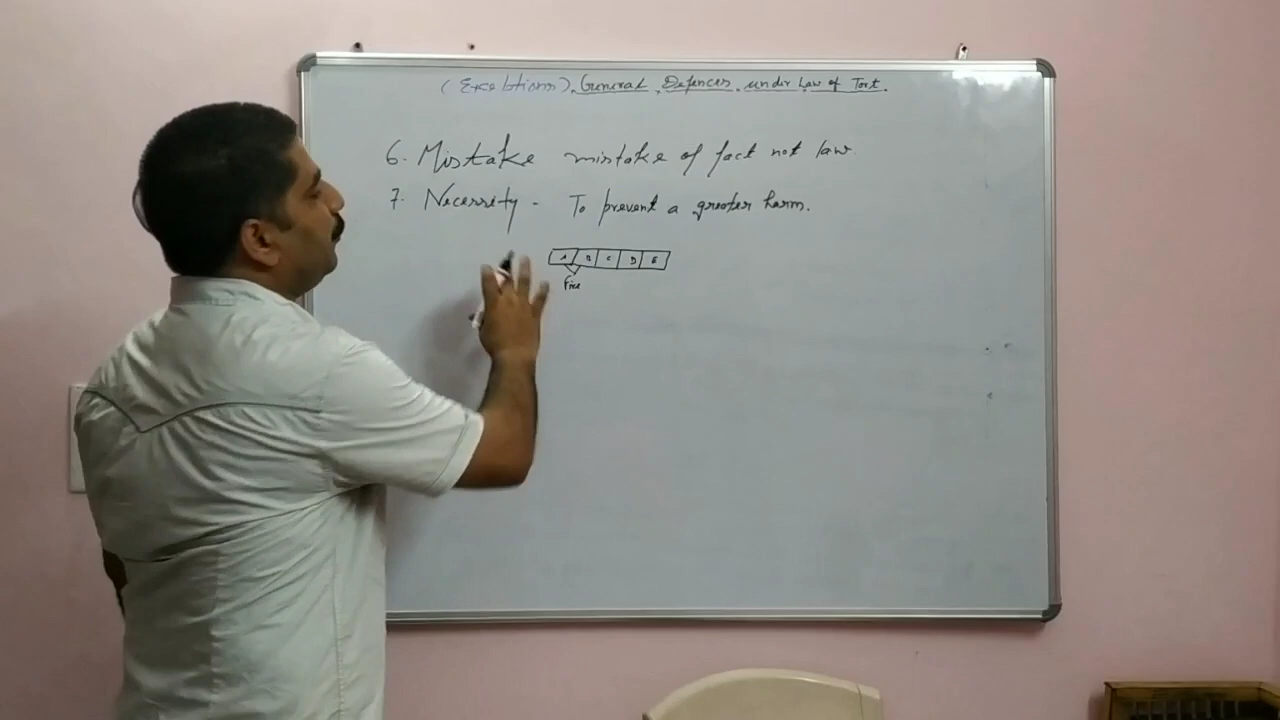 (Excebtions) General Defences under Law of Tort.
6. Mistake mistake of fact not law.
7. Necessity - To prevent a greater harm.
A B C D E
Fire